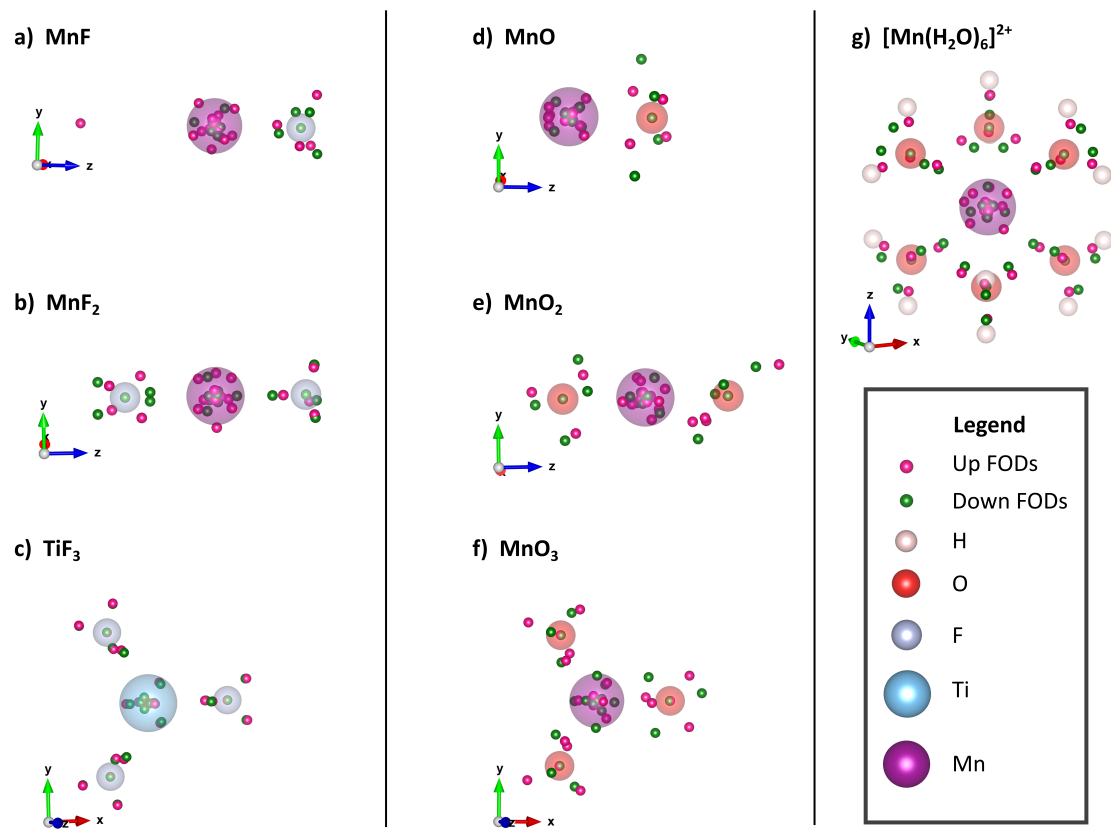 a) MnF
y
x
z
b) MnF₂
y
x
z
c) TiF₃
y
z
x
d) MnO
y
x
z
e) MnO₂
y
x
z
f) MnO₃
y
z
x
g) [Mn(H₂O)₆]²⁺
z
y
x
Legend
Up FODs
Down FODs
H
O
F
Ti
Mn